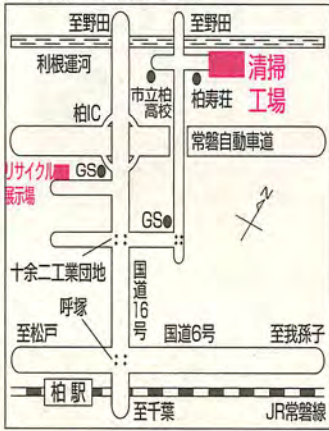 至野田
至野田
利根運河
清掃
工場
市立柏
高校
柏寿荘
柏IC
常磐自動車道
リサイクル
展示場
GS
GS
N
十余二工業団地
国道16号
呼塚
至松戸
国道6号
至我孫子
柏駅
至千葉
JR常磐線